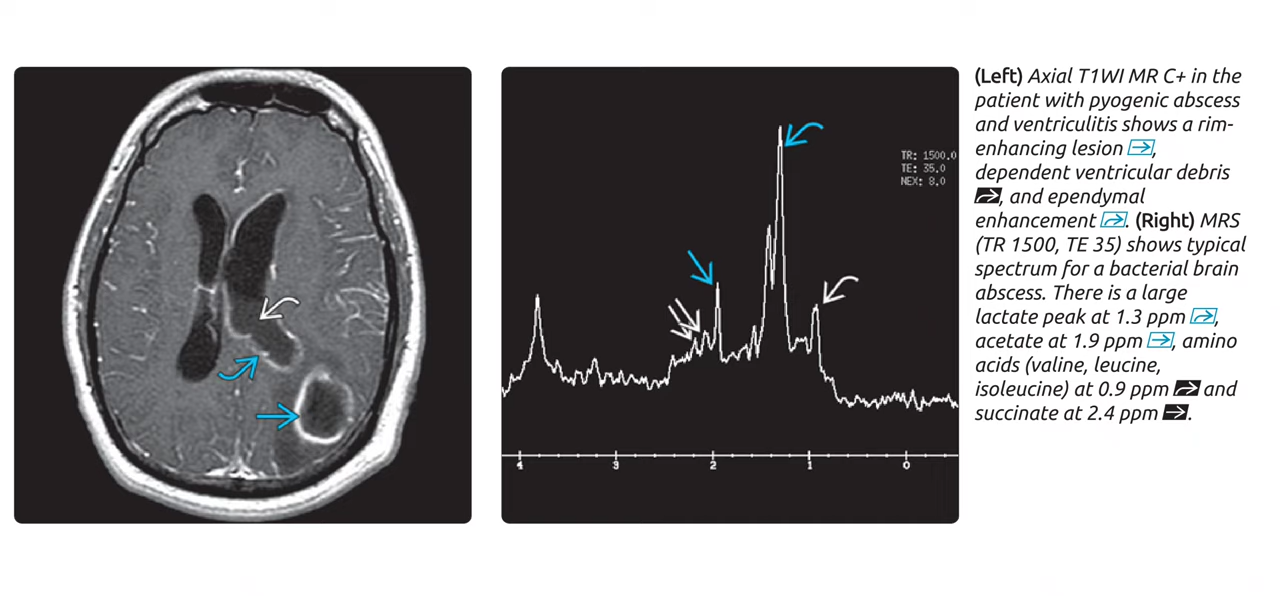 TR: 1500.0
TE: 35.0
NEX: 8.0
4 3 2 1 0
(Left) Axial T1WI MR C+ in the
patient with pyogenic abscess
and ventriculitis shows a rim-
enhancing lesion ,
dependent ventricular debris
, and ependymal
enhancement . (Right) MRS
(TR 1500, TE 35) shows typical
spectrum for a bacterial brain
abscess. There is a large
lactate peak at 1.3 ppm ,
acetate at 1.9 ppm , amino
acids (valine, leucine,
isoleucine) at 0.9 ppm and
succinate at 2.4 ppm .